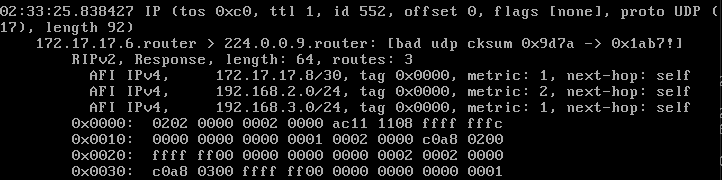 02:33:25.838427 IP (tos 0xc0, ttl 1, id 552, offset 0, flags [none], proto UDP (
17), length 92)
    172.17.17.6.router > 224.0.0.9.router: [bad udp cksum 0x9d7a -> 0x1ab7!]
        RIPv2, Response, length: 64, routes: 3
          AFI IPv4,     172.17.17.8/30, tag 0x0000, metric: 1, next-hop: self
          AFI IPv4,     192.168.2.0/24, tag 0x0000, metric: 2, next-hop: self
          AFI IPv4,     192.168.3.0/24, tag 0x0000, metric: 1, next-hop: self
        0x0000:  0202 0000 0002 0000 ac11 1108 ffff fffc
        0x0010:  0000 0000 0000 0001 0002 0000 c0a8 0200
        0x0020:  ffff ff00 0000 0000 0000 0002 0002 0000
        0x0030:  c0a8 0300 ffff ff00 0000 0000 0000 0001